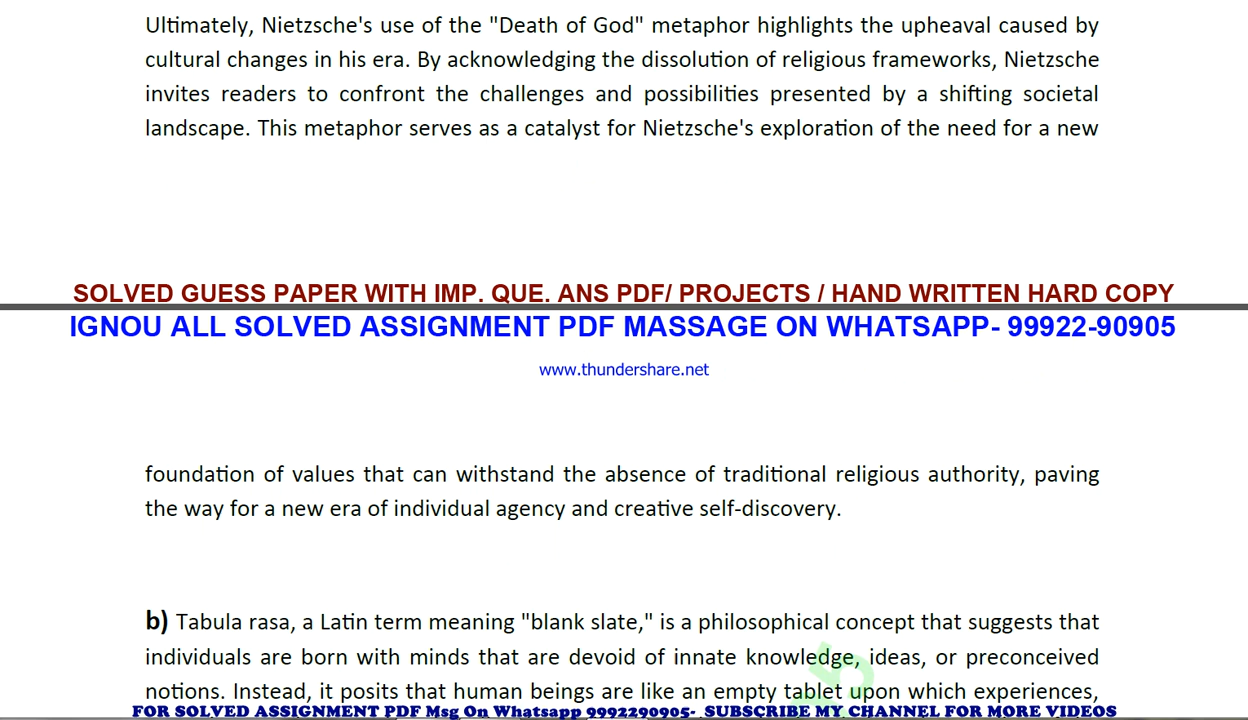 Ultimately, Nietzsche's use of the "Death of God" metaphor highlights the upheaval caused by
cultural changes in his era. By acknowledging the dissolution of religious frameworks, Nietzsche
invites readers to confront the challenges and possibilities presented by a shifting societal
landscape. This metaphor serves as a catalyst for Nietzsche's exploration of the need for a new
SOLVED GUESS PAPER WITH IMP. QUE. ANS PDF/ PROJECTS / HAND WRITTEN HARD COPY
IGNOU ALL SOLVED ASSIGNMENT PDF MASSAGE ON WHATSAPP- 99922-90905
www.thundershare.net
foundation of values that can withstand the absence of traditional religious authority, paving
the way for a new era of individual agency and creative self-discovery.
b) Tabula rasa, a Latin term meaning "blank slate," is a philosophical concept that suggests that
individuals are born with minds that are devoid of innate knowledge, ideas, or preconceived
notions. Instead, it posits that human beings are like an empty tablet upon which experiences,
FOR SOLVED ASSIGNMENT PDF Msg On Whatsapp 9992290905- SUBSCRIBE MY CHANNEL FOR MORE VIDEOS